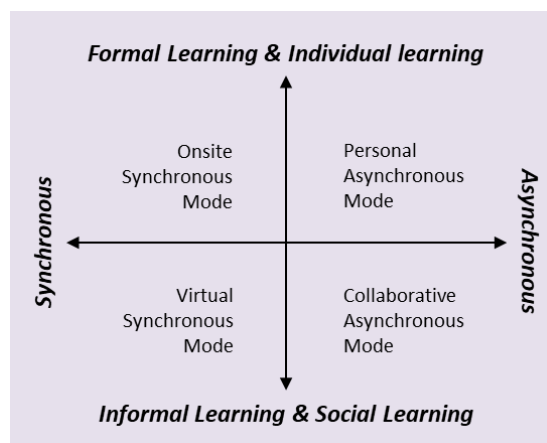 Formal Learning & Individual learning
Onsite
Synchronous
Mode
Personal
Asynchronous
Mode
Synchronous
Asynchronous
Virtual
Synchronous
Mode
Collaborative
Asynchronous
Mode
Informal Learning & Social Learning